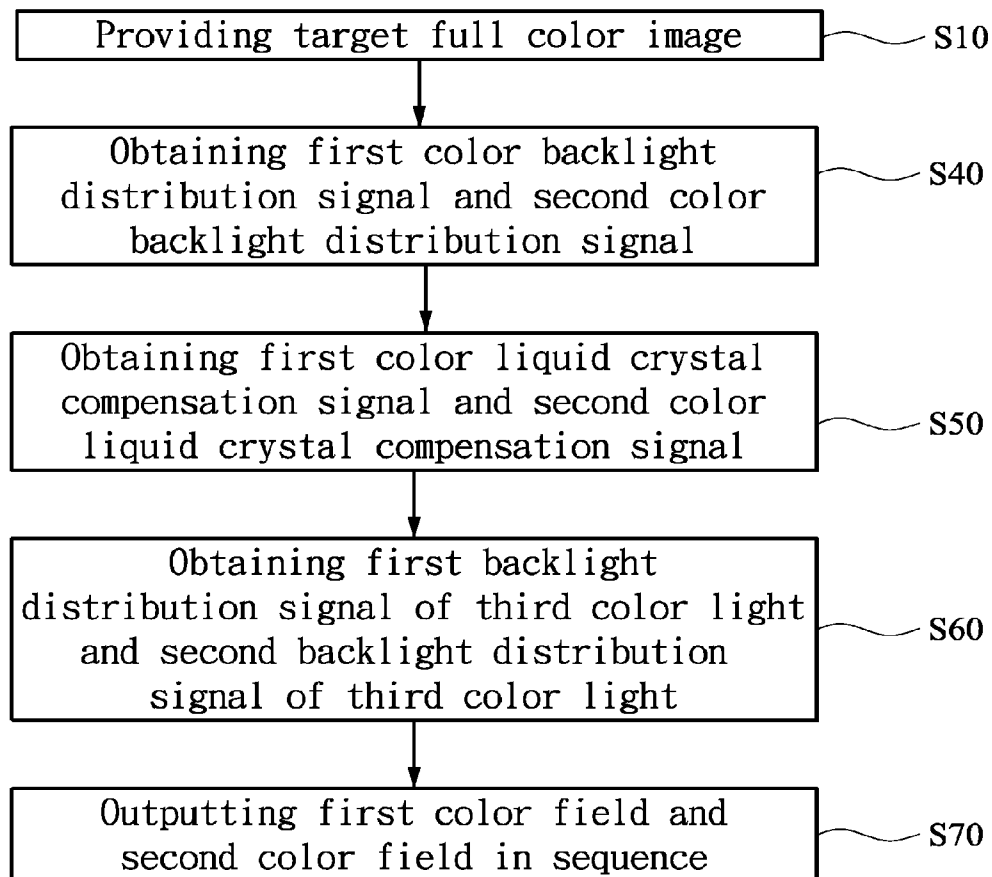 Providing target full color image
S10
Obtaining first color backlight
distribution signal and second color
backlight distribution signal
S40
Obtaining first color liquid crystal
compensation signal and second color
liquid crystal compensation signal
S50
Obtaining first backlight
distribution signal of third color light
and second backlight distribution
signal of third color light
S60
Outputting first color field and
second color field in sequence
S70